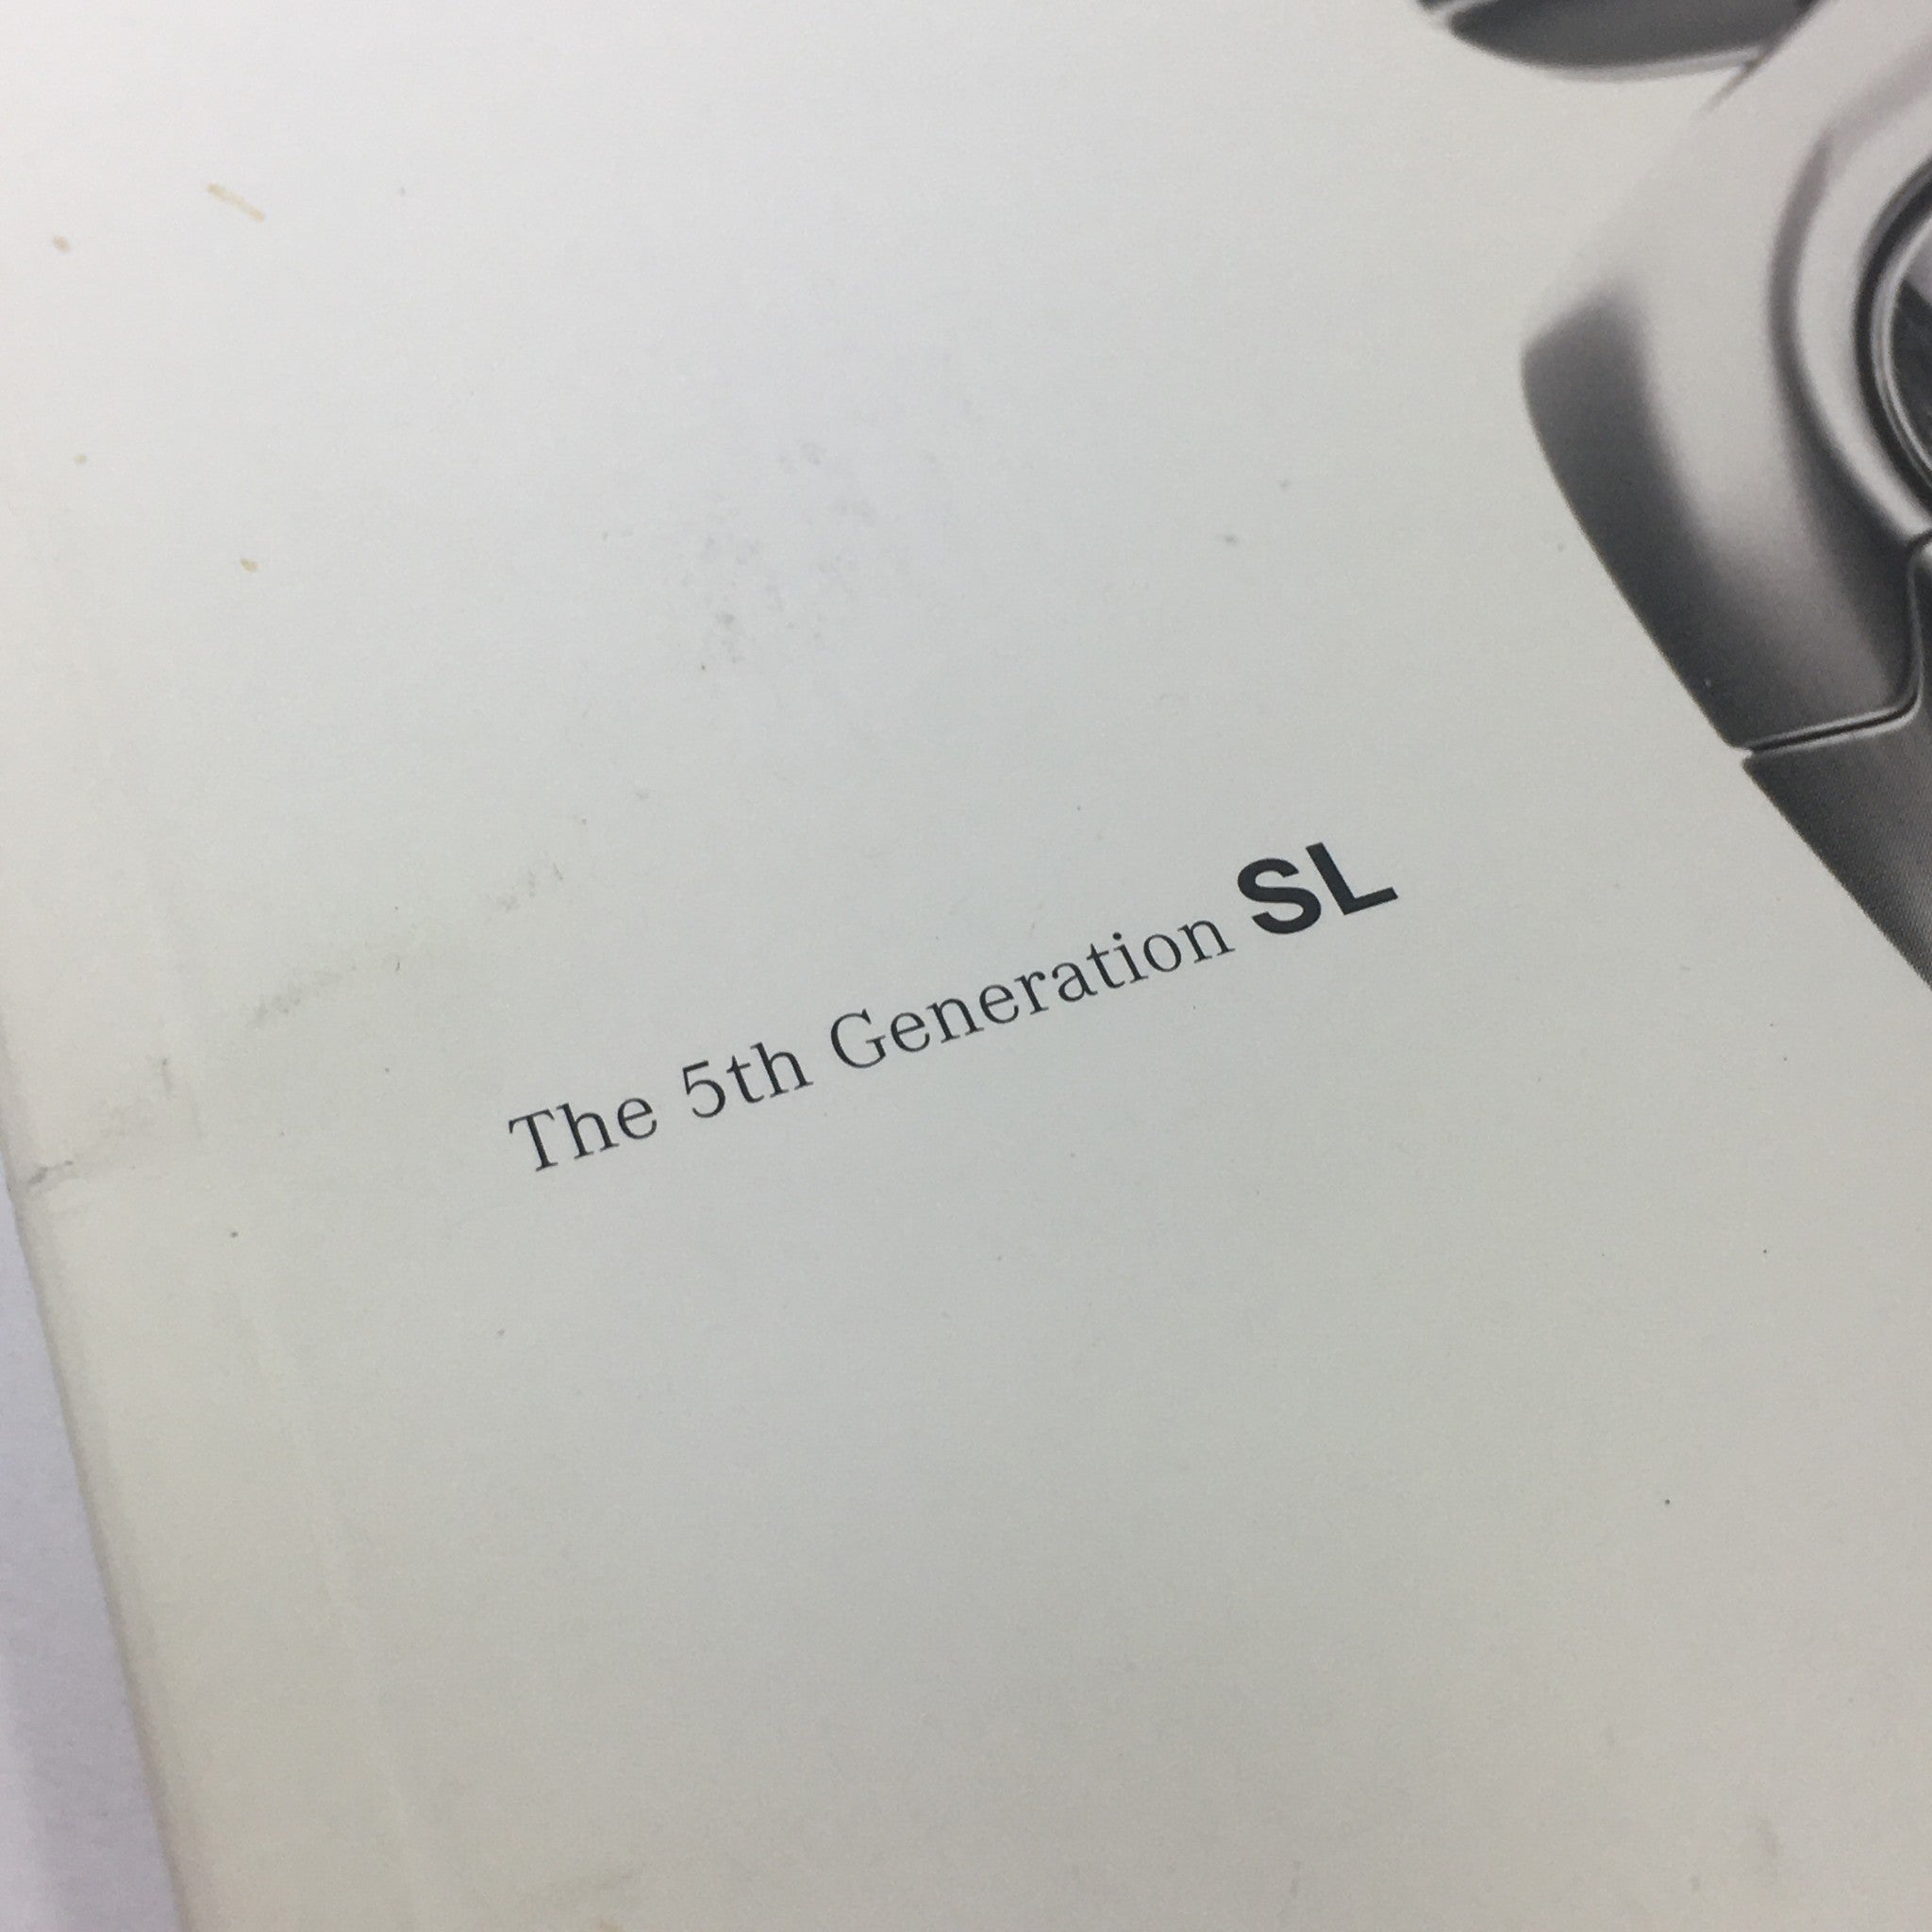 The 5th Generation SL